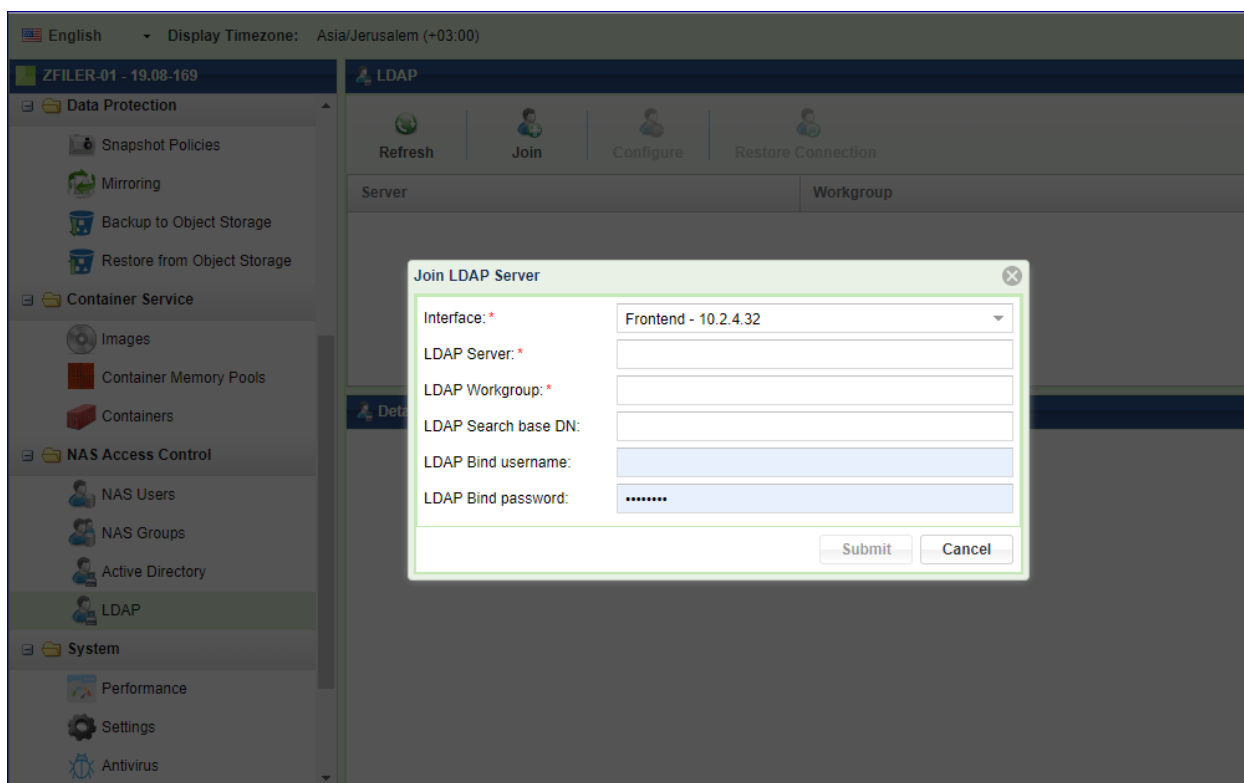 English Display Timezone: Asia/Jerusalem (+03:00)
ZFILER-01 - 19.08-169
Data Protection
Snapshot Policies
Mirroring
Backup to Object Storage
Restore from Object Storage
Container Service
Images
Container Memory Pools
Containers
NAS Access Control
NAS Users
NAS Groups
Active Directory
LDAP
System
Performance
Settings
Antivirus
LDAP
Refresh Join Configure Restore Connection
Server Workgroup
Deta
Join LDAP Server
Interface: * Frontend - 10.2.4.32
LDAP Server: *
LDAP Workgroup: *
LDAP Search base DN:
LDAP Bind username:
LDAP Bind password: ••••••••
Submit Cancel